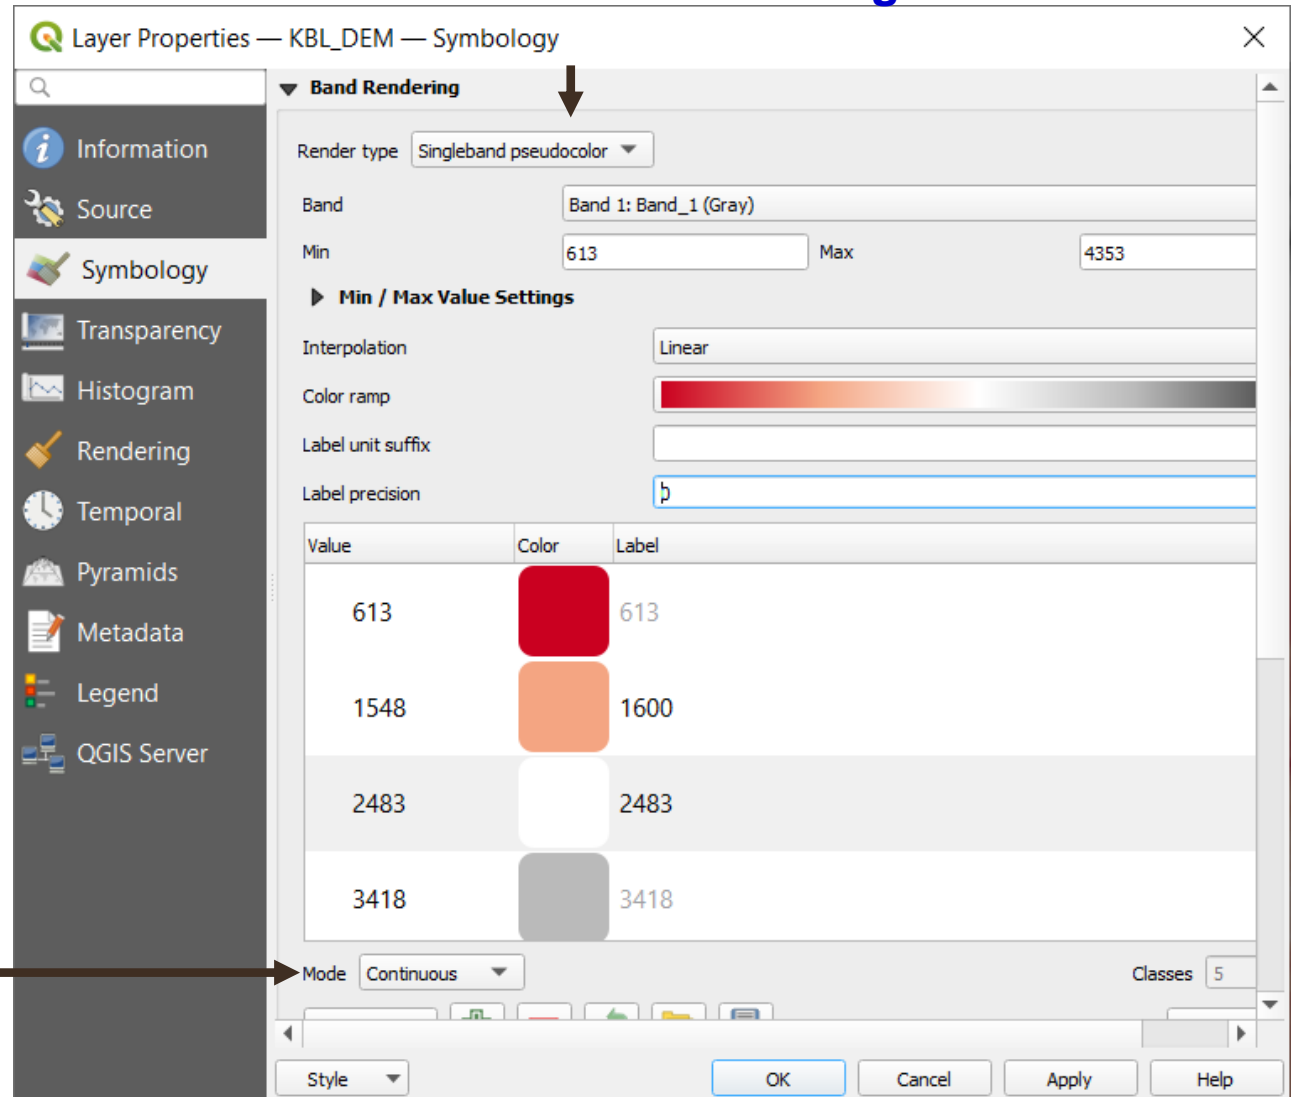 Layer Properties — KBL_DEM — Symbology
Band Rendering
Information
Render type Singleband pseudocolor
Source
Band Band 1: Band_1 (Gray)
Min 613 Max 4353
Symbology
Min / Max Value Settings
Transparency
Interpolation Linear
Histogram
Color ramp
Rendering
Label unit suffix
Label precision 0
Temporal
Value Color Label
Pyramids
613 613
Metadata
Legend
1548 1600
QGIS Server
2483 2483
3418 3418
Mode Continuous Classes 5
Style OK Cancel Apply Help